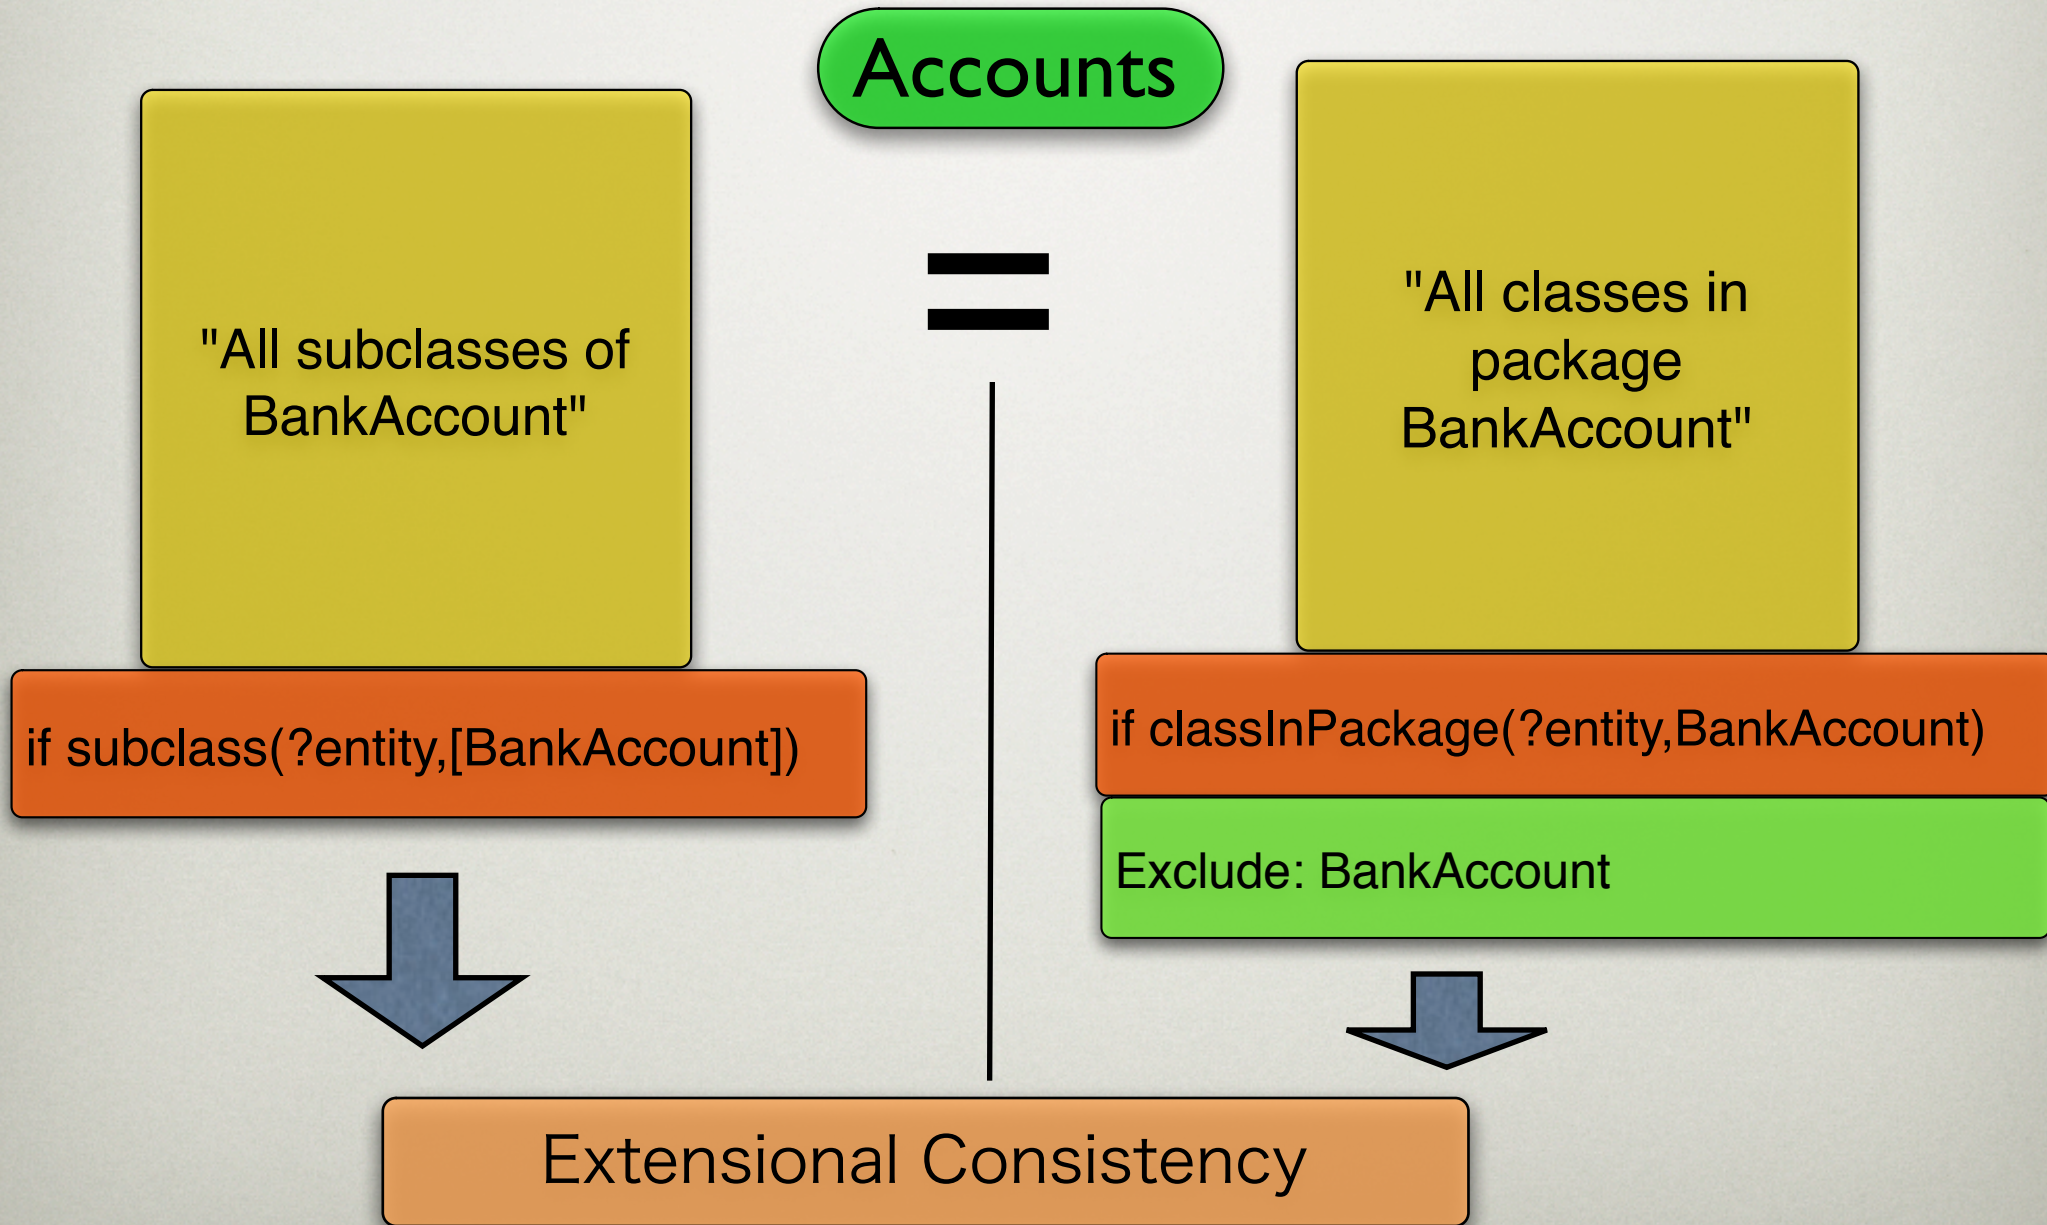 Accounts
"All subclasses of
BankAccount"
=
"All classes in
package
BankAccount"
if subclass(?entity,[BankAccount])
if classInPackage(?entity,BankAccount)
Exclude: BankAccount
Extensional Consistency